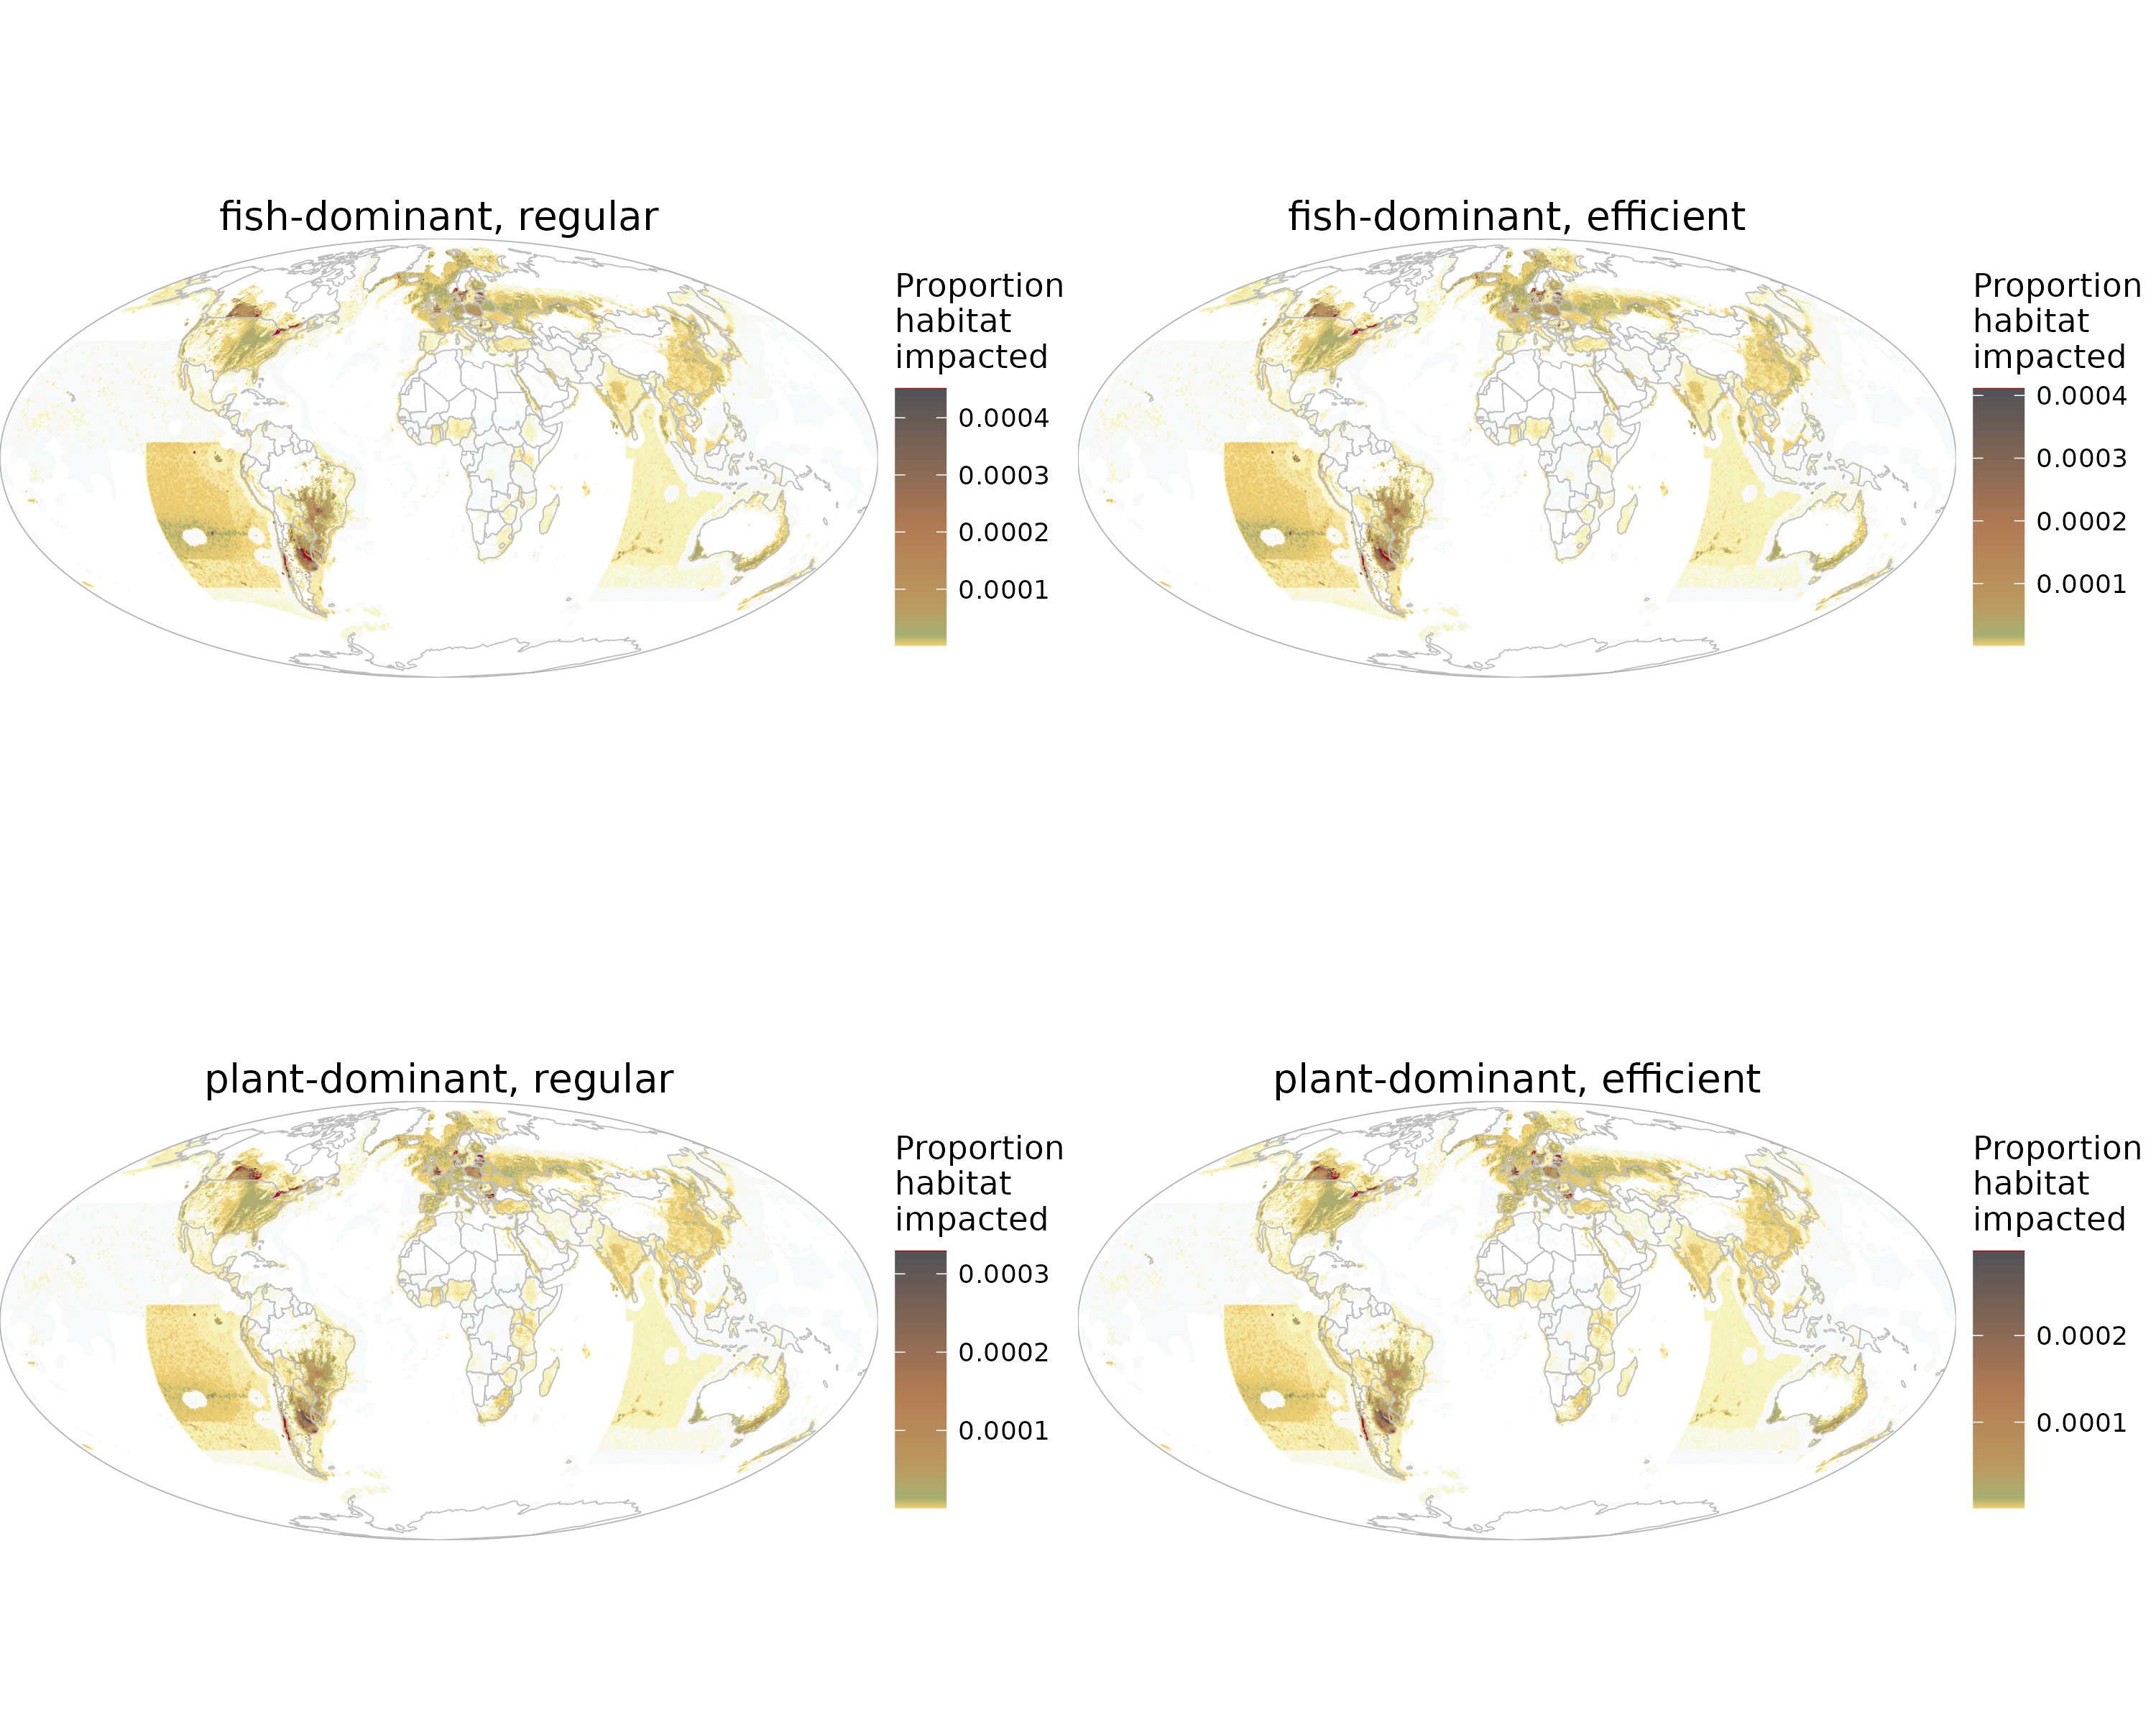 fish-dominant, regular
Proportion
habitat
impacted
0.0004
0.0003
0.0002
0.0001
fish-dominant, efficient
Proportion
habitat
impacted
0.0004
0.0003
0.0002
0.0001
plant-dominant, regular
Proportion
habitat
impacted
0.0003
0.0002
0.0001
plant-dominant, efficient
Proportion
habitat
impacted
0.0002
0.0001